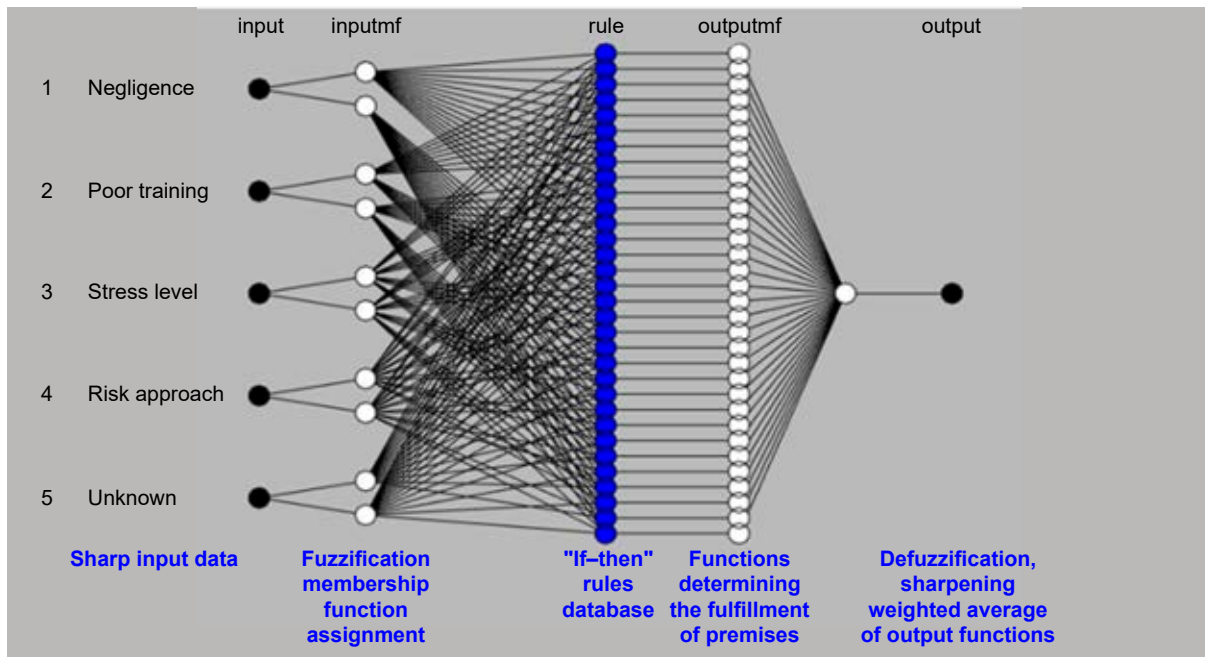 input inputmf rule outputmf output
1 Negligence
2 Poor training
3 Stress level
4 Risk approach
5 Unknown
Sharp input data
Fuzzification
membership
function
assignment
"If–then"
rules
database
Functions
determining
the fulfillment
of premises
Defuzzification,
sharpening
weighted average
of output functions